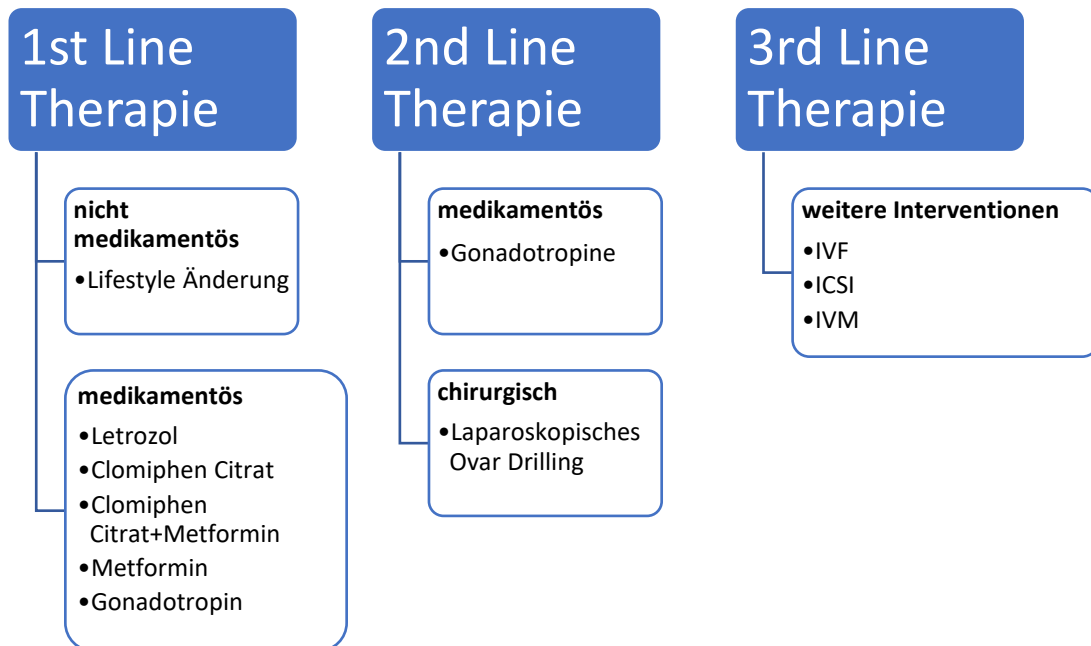 1st Line
Therapie
nicht
medikamentös
•Lifestyle Änderung
medikamentös
•Letrozol
•Clomiphen Citrat
•Clomiphen
Citrat+Metformin
•Metformin
•Gonadotropin
2nd Line
Therapie
medikamentös
•Gonadotropine
chirurgisch
•Laparoskopisches
Ovar Drilling
3rd Line
Therapie
weitere Interventionen
•IVF
•ICSI
•IVM